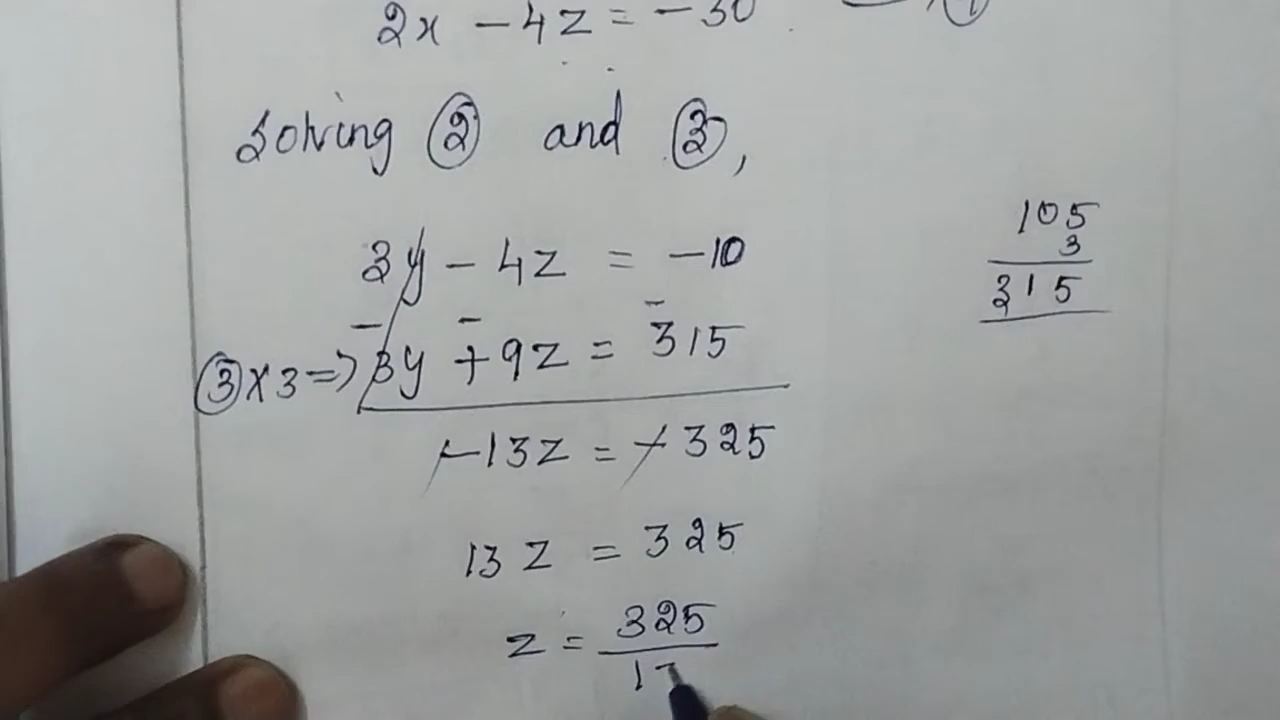 2x - 4z = -30 ④
Solving ② and ③,
3y - 4z = -10
- - -
③ x 3 => 3y + 9z = 315
-13z = -325
13z = 325
z = 325
1
105
3
315